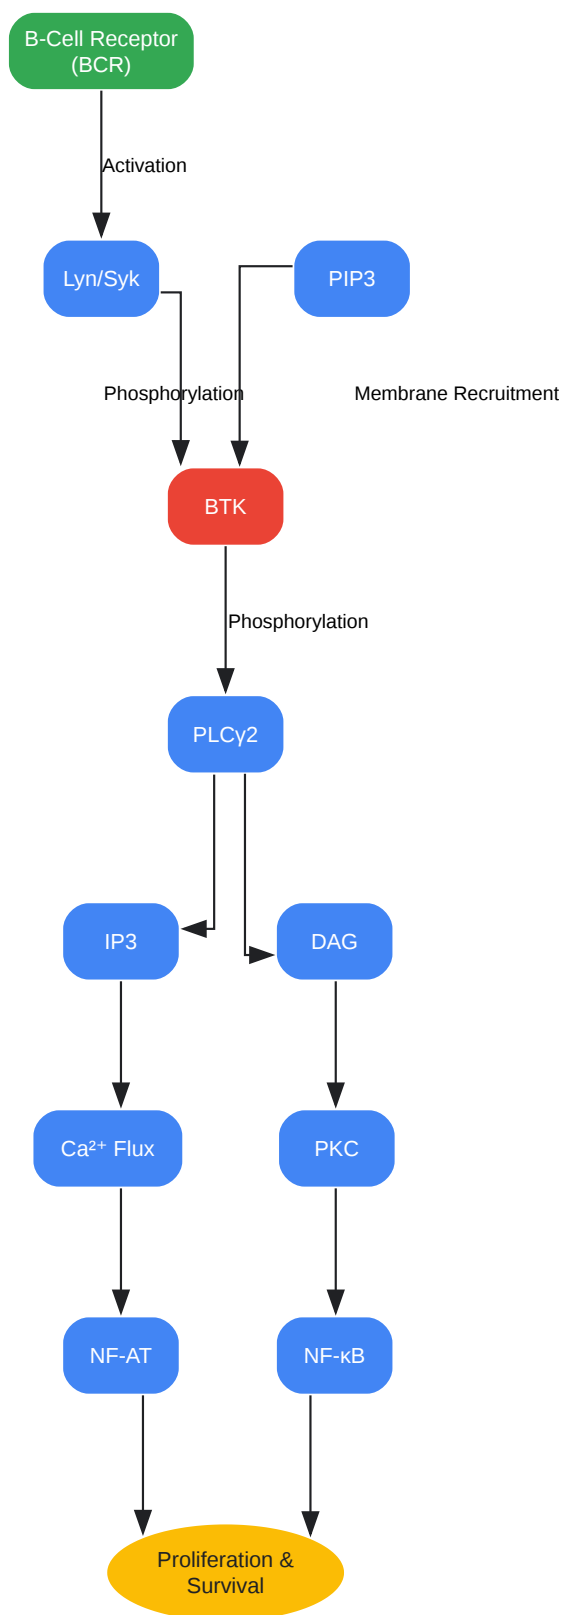 B-Cell Receptor
(BCR)
Activation
Lyn/Syk
PIP3
Phosphorylation
Membrane Recruitment
BTK
Phosphorylation
PLCγ2
IP3
DAG
Ca²⁺ Flux
PKC
NF-AT
NF-κB
Proliferation &
Survival